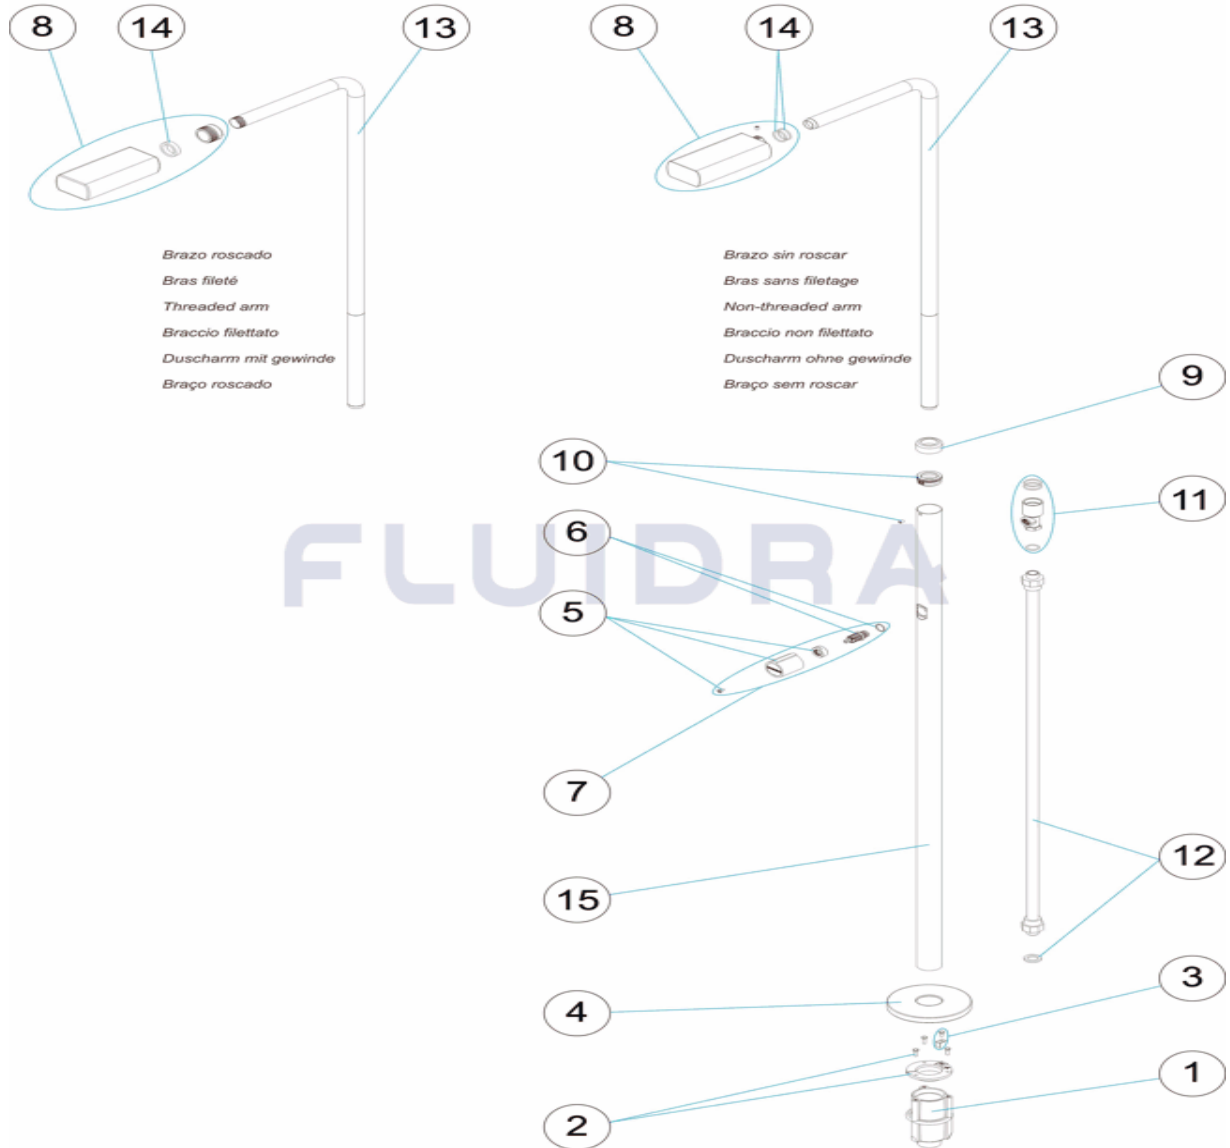 8 14 13 8 14 13
Brazo roscado
Bras fileté
Threaded arm
Braccio filettato
Duscharm mit gewinde
Braço roscado
Brazo sin roscar
Bras sans filetage
Non-threaded arm
Braccio non filettato
Duscharm ohne gewinde
Braço sem roscar
9
10
11
6
FLUIDRA
5
7
12
15
3
4
1
2